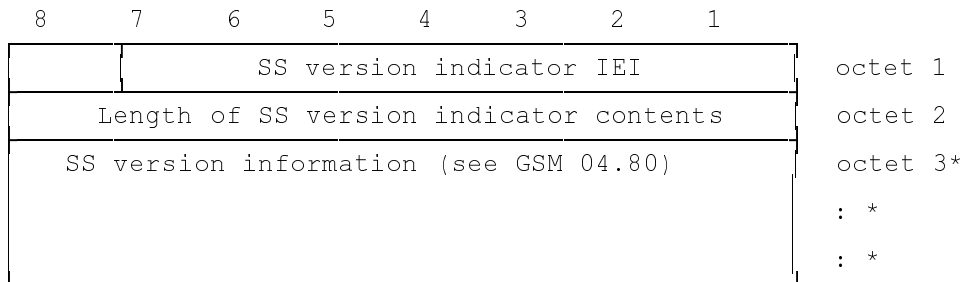 8 7 6 5 4 3 2 1
SS version indicator IEI octet 1
Length of SS version indicator contents octet 2
SS version information (see GSM 04.80) octet 3*
: *
: *